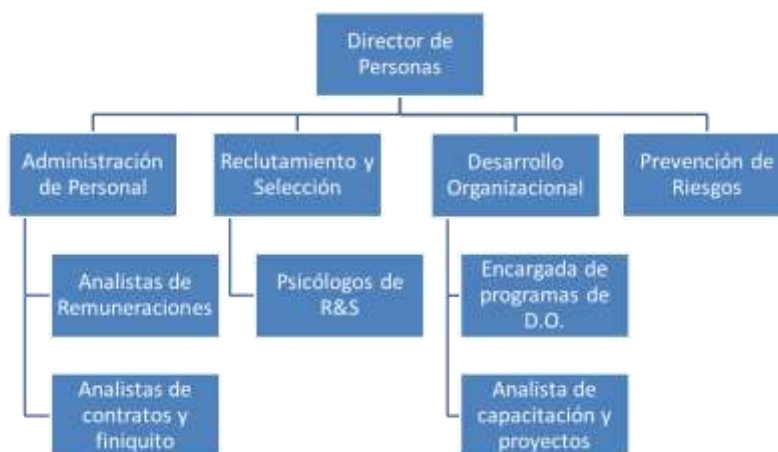 Director de
Personas
Administración
de Personal
Reclutamiento y
Selección
Desarrollo
Organizacional
Prevención de
Riesgos
Analistas de
Remuneraciones
Psicólogos de
R&S
Encargada de
programas de
D.O.
Analistas de
contratos y
finiquito
Analista de
capacitación y
proyectos